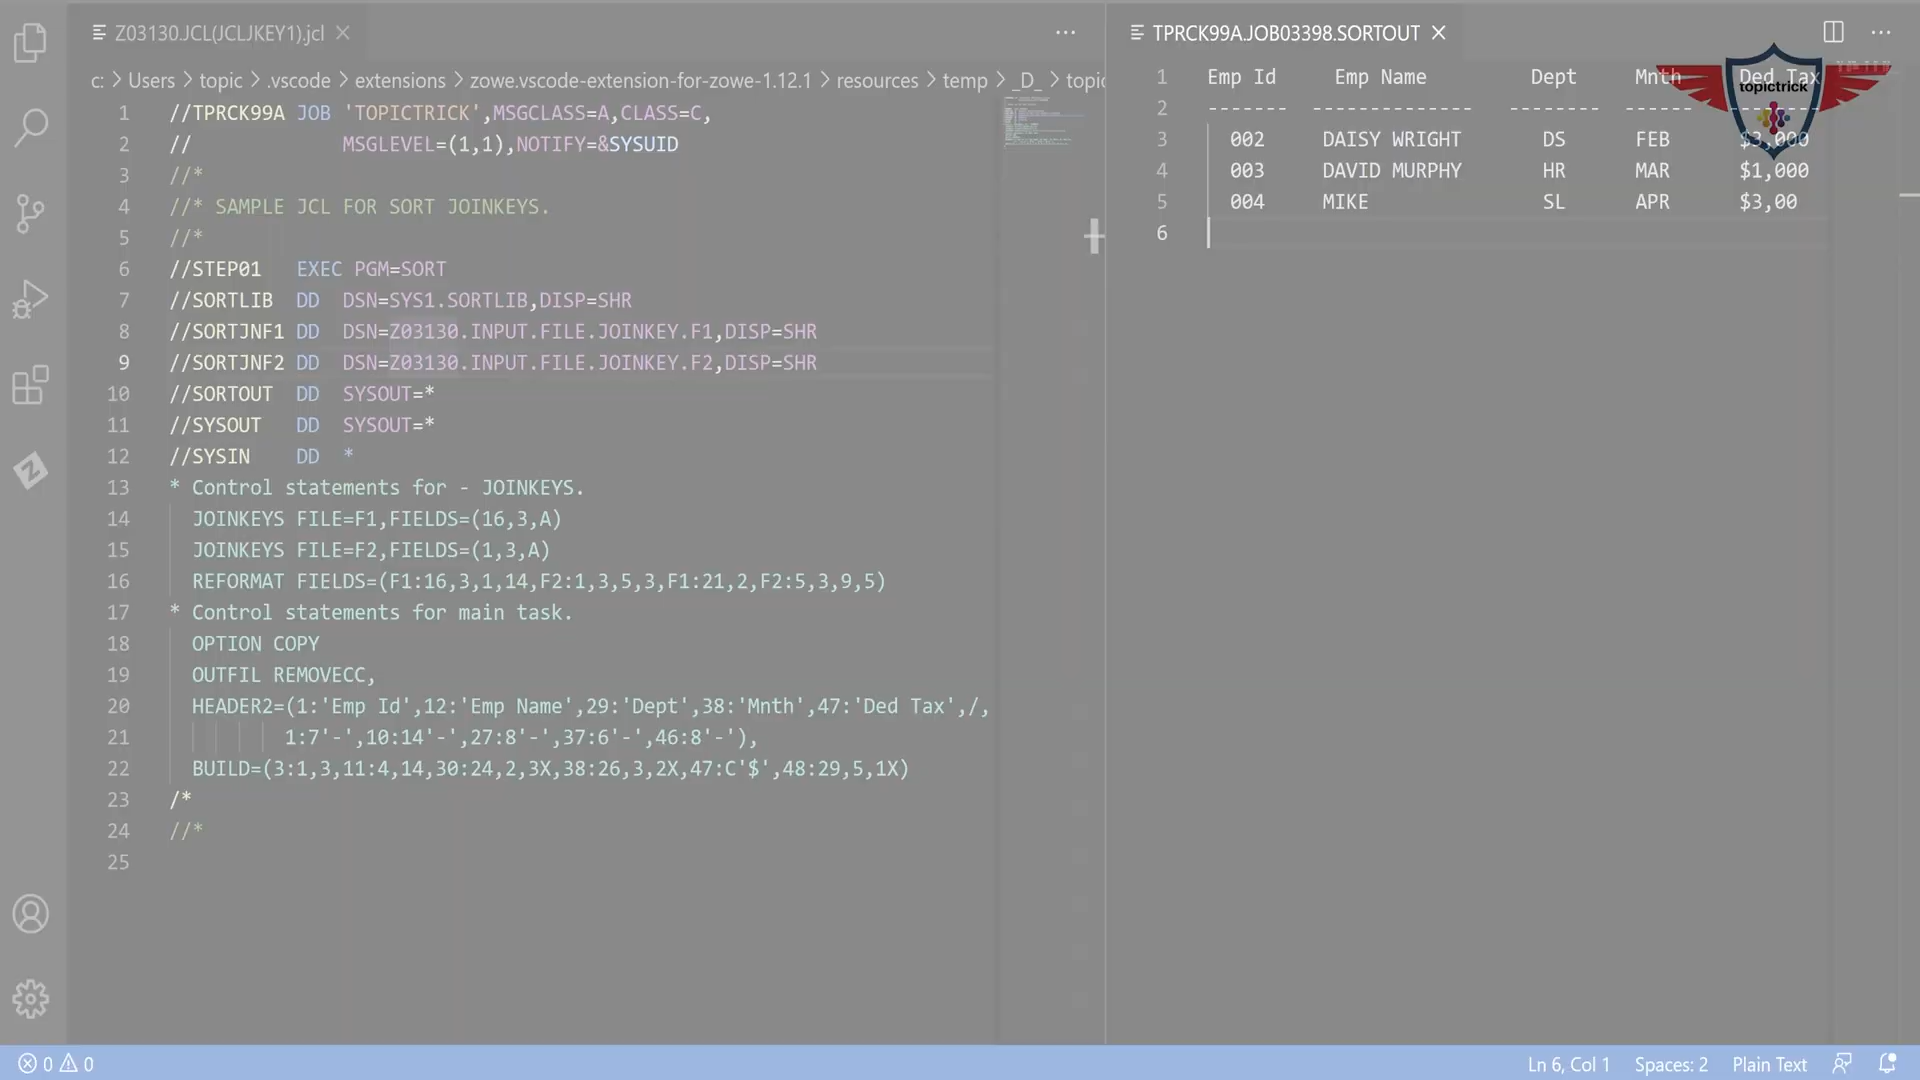 Z03130.JCL(JCLJKEY1).jcl
c: > Users > topic > .vscode > extensions > zowe.vscode-extension-for-zowe-1.12.1 > resources > temp > _D_ > topic
1 //TPRCK99A JOB 'TOPICTRICK',MSGCLASS=A,CLASS=C,
2 // MSGLEVEL=(1,1),NOTIFY=&SYSUID
3 //*
4 //* SAMPLE JCL FOR SORT JOINKEYS.
5 //*
6 //STEP01 EXEC PGM=SORT
7 //SORTLIB DD DSN=SYS1.SORTLIB,DISP=SHR
8 //SORTJNF1 DD DSN=Z03130.INPUT.FILE.JOINKEY.F1,DISP=SHR
9 //SORTJNF2 DD DSN=Z03130.INPUT.FILE.JOINKEY.F2,DISP=SHR
10 //SORTOUT DD SYSOUT=*
11 //SYSOUT DD SYSOUT=*
12 //SYSIN DD *
13 * Control statements for - JOINKEYS.
14 JOINKEYS FILE=F1,FIELDS=(16,3,A)
15 JOINKEYS FILE=F2,FIELDS=(1,3,A)
16 REFORMAT FIELDS=(F1:16,3,1,14,F2:1,3,5,3,F1:21,2,F2:5,3,9,5)
17 * Control statements for main task.
18 OPTION COPY
19 OUTFIL REMOVECC,
20 HEADER2=(1:'Emp Id',12:'Emp Name',29:'Dept',38:'Mnth',47:'Ded Tax',/,
21 1:7'-',10:14'-',27:8'-',37:6'-',46:8'-'),
22 BUILD=(3:1,3,11:4,14,30:24,2,3X,38:26,3,2X,47:C'$',48:29,5,1X)
23 /*
24 //*
25
TPRCK99A.JOB03398.SORTOUT
1 Emp Id Emp Name Dept Mnth Ded Tax
2 ------- -------------- -------- ------
3 002 DAISY WRIGHT DS FEB $3,000
4 003 DAVID MURPHY HR MAR $1,000
5 004 MIKE SL APR $3,00
6
topictrick
0 0
Ln 6, Col 1 Spaces: 2 Plain Text